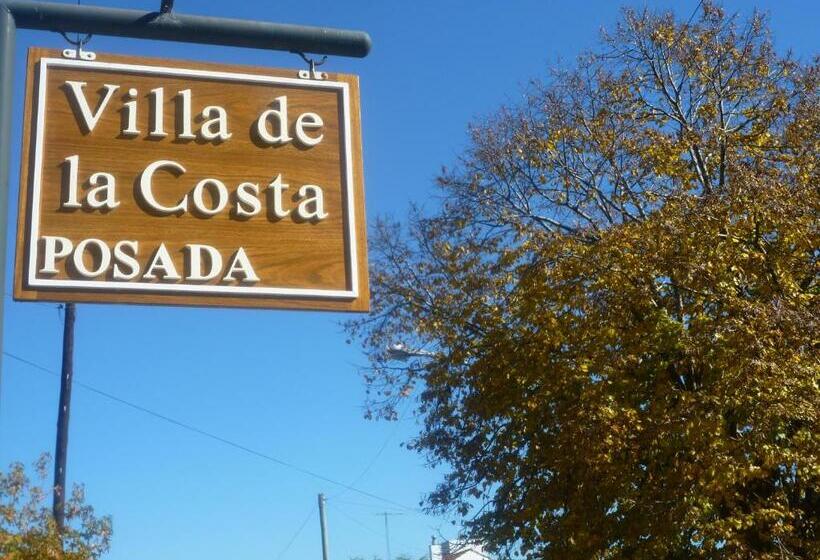 Villa de
la Costa
POSADA